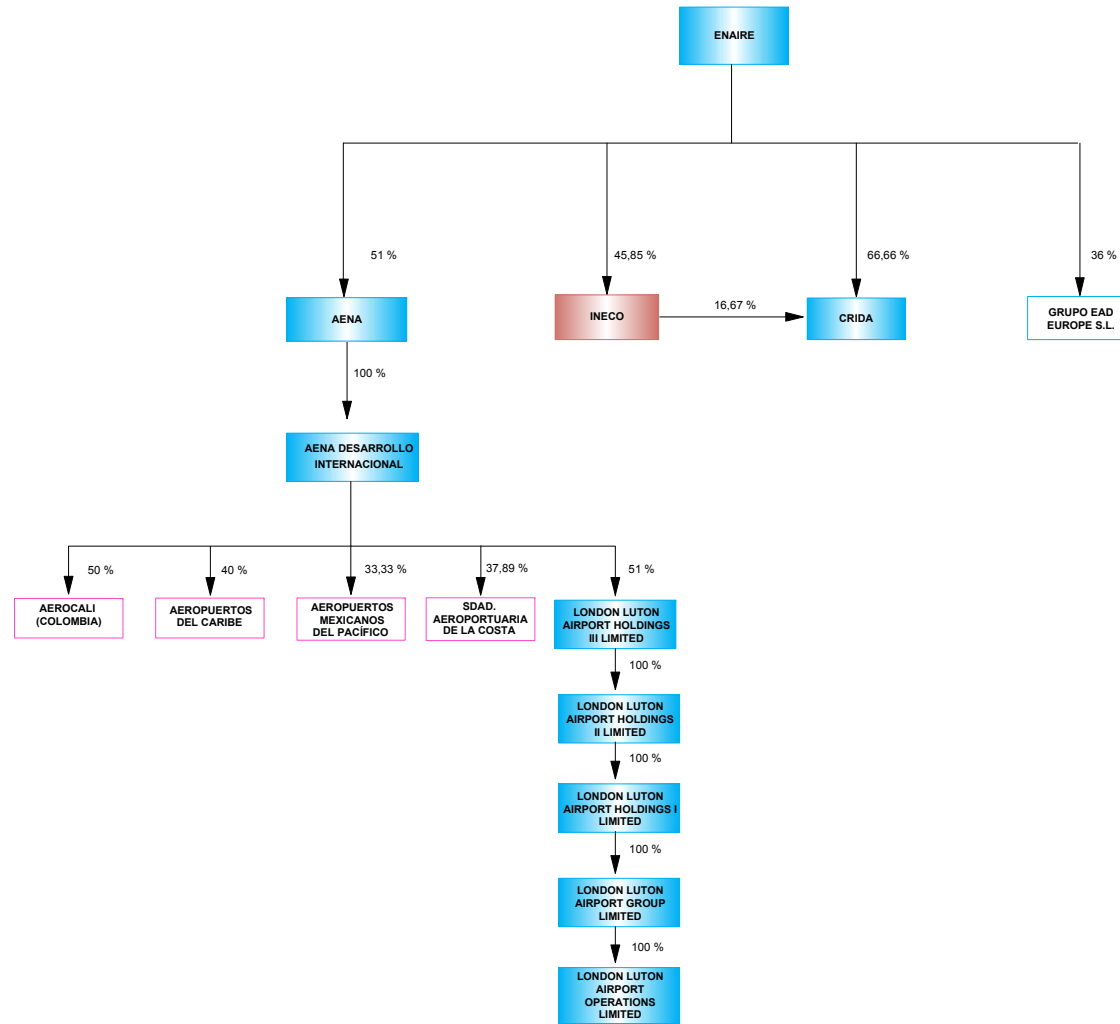 ENAIRE
51 %
45,85 %
66,66 %
36 %
AENA
INECO
16,67 %
CRIDA
GRUPO EAD
EUROPE S.L.
100 %
AENA DESARROLLO
INTERNACIONAL
50 %
40 %
33,33 %
37,89 %
51 %
AEROCALI
(COLOMBIA)
AEROPUERTOS
DEL CARIBE
AEROPUERTOS
MEXICANOS
DEL PACÍFICO
SDAD.
AEROPORTUARIA
DE LA COSTA
LONDON LUTON
AIRPORT HOLDINGS
III LIMITED
100 %
LONDON LUTON
AIRPORT HOLDINGS
II LIMITED
100 %
LONDON LUTON
AIRPORT HOLDINGS I
LIMITED
100 %
LONDON LUTON
AIRPORT GROUP
LIMITED
100 %
LONDON LUTON
AIRPORT
OPERATIONS
LIMITED